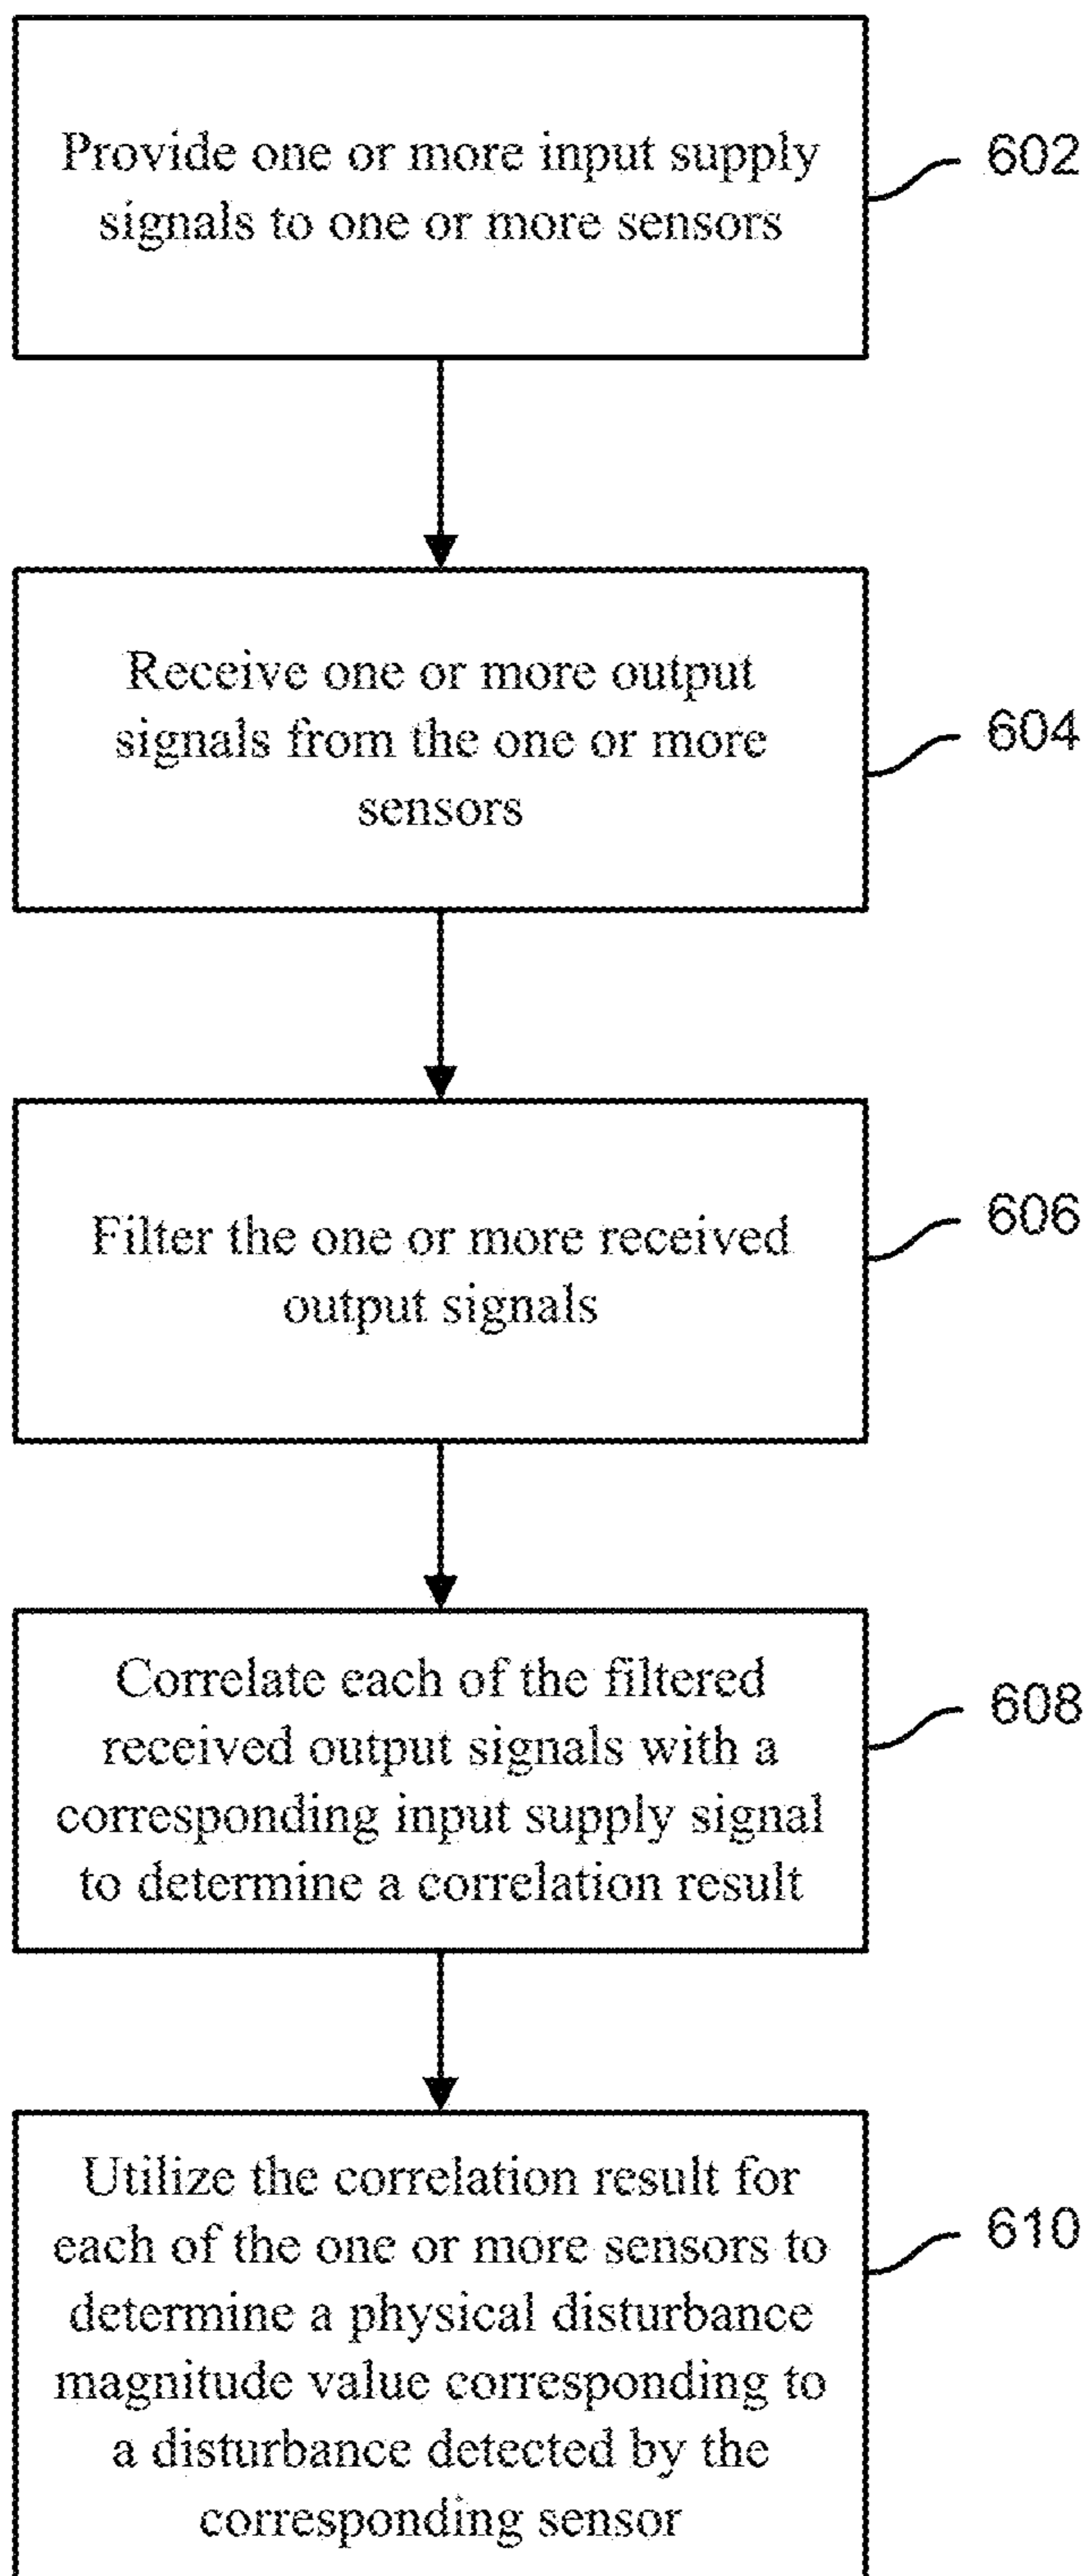 Provide one or more input supply
signals to one or more sensors
602
Receive one or more output
signals from the one or more
sensors
604
Filter the one or more received
output signals
606
Correlate each of the filtered
received output signals with a
corresponding input supply signal
to determine a correlation result
608
Utilize the correlation result for
each of the one or more sensors to
determine a physical disturbance
magnitude value corresponding to
a disturbance detected by the
corresponding sensor
610